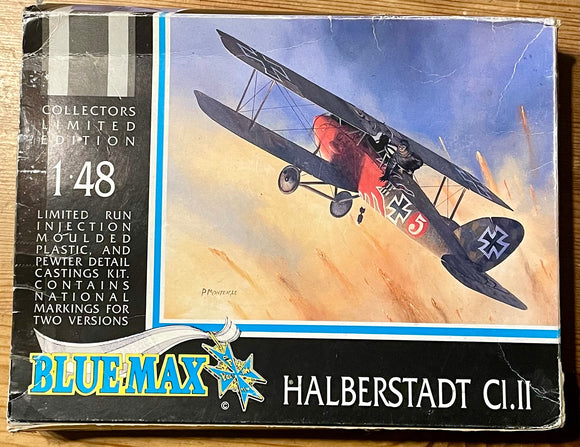 COLLECTORS
LIMITED
EDITION
1·48
LIMITED RUN
INJECTION
MOULDED
PLASTIC, AND
PEWTER DETAIL
CASTINGS KIT.
CONTAINS
NATIONAL
MARKINGS FOR
TWO VERSIONS
5
BLUE MAX
©
HALBERSTADT Cl.II